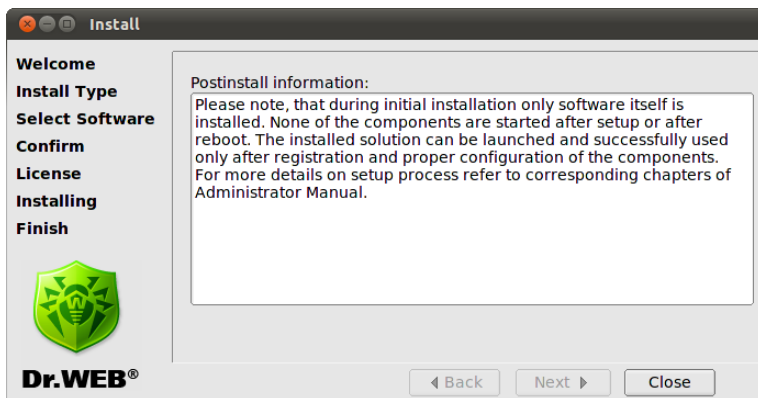 Install
Welcome
Install Type
Select Software
Confirm
License
Installing
Finish
Dr.WEB®
Postinstall information:
Please note, that during initial installation only software itself is
installed. None of the components are started after setup or after
reboot. The installed solution can be launched and successfully used
only after registration and proper configuration of the components.
For more details on setup process refer to corresponding chapters of
Administrator Manual.
Back
Next
Close